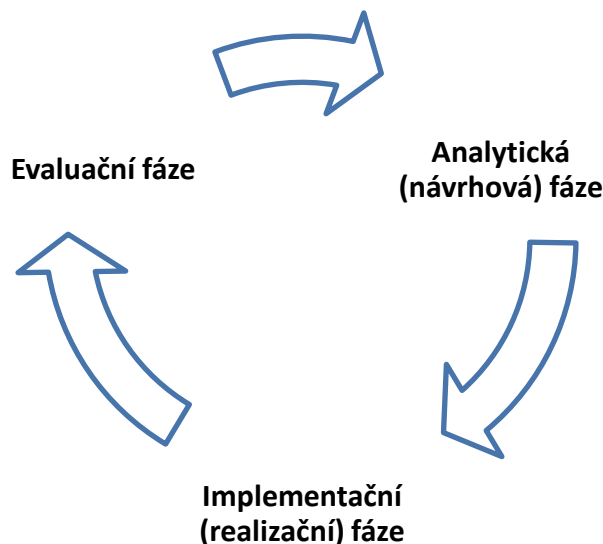 Evaluační fáze
Analytická
(návrhová) fáze
Implementační
(realizační) fáze